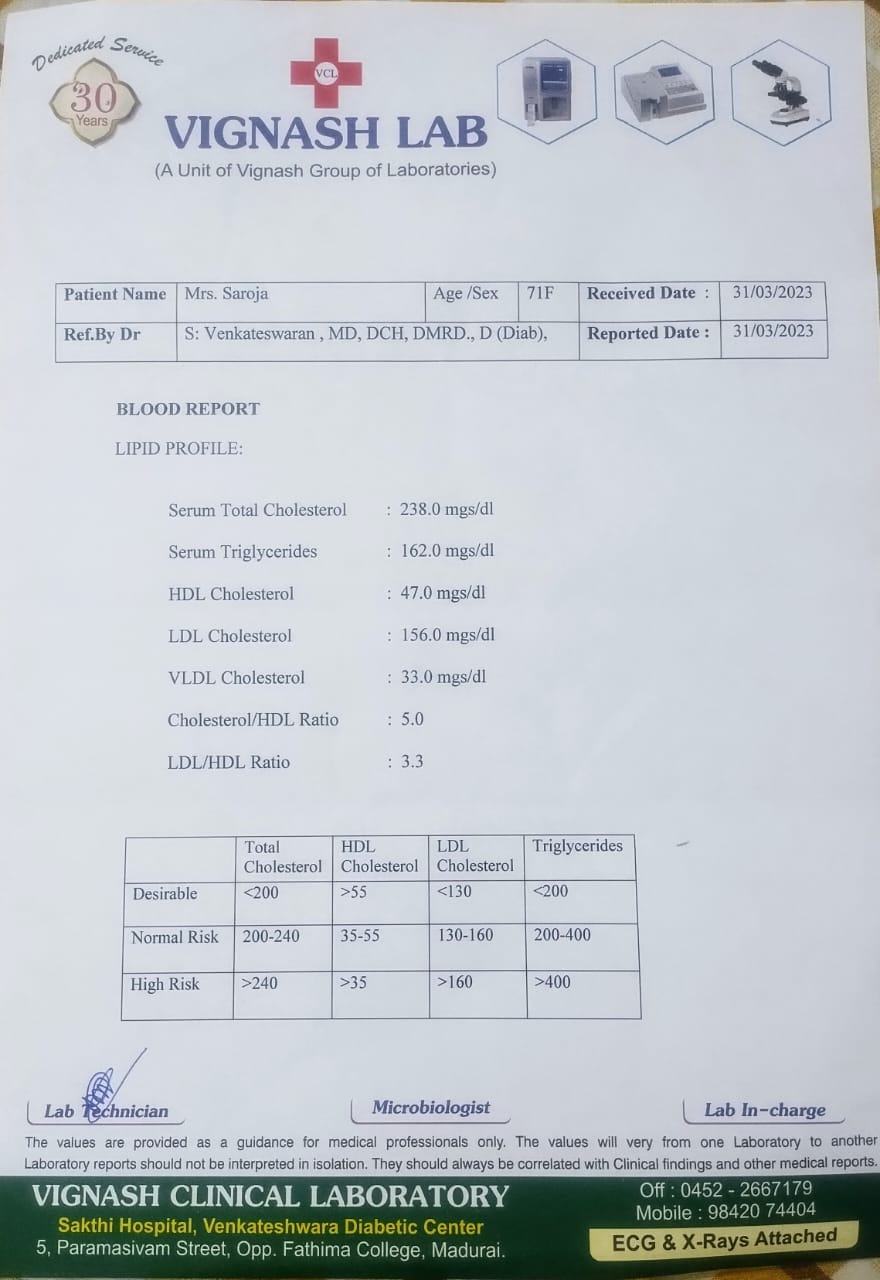 Dedicated Service
30
Years
VCL
VIGNASH LAB
(A Unit of Vignash Group of Laboratories)
Patient Name Mrs. Saroja Age /Sex 71F Received Date : 31/03/2023
Ref.By Dr S: Venkateswaran , MD, DCH, DMRD., D (Diab), Reported Date : 31/03/2023
BLOOD REPORT
LIPID PROFILE:
Serum Total Cholesterol : 238.0 mgs/dl
Serum Triglycerides : 162.0 mgs/dl
HDL Cholesterol : 47.0 mgs/dl
LDL Cholesterol : 156.0 mgs/dl
VLDL Cholesterol : 33.0 mgs/dl
Cholesterol/HDL Ratio : 5.0
LDL/HDL Ratio : 3.3
Total HDL LDL Triglycerides
Cholesterol Cholesterol Cholesterol
Desirable <200 >55 <130 <200
Normal Risk 200-240 35-55 130-160 200-400
High Risk >240 >35 >160 >400
Lab Technician Microbiologist Lab In-charge
The values are provided as a guidance for medical professionals only. The values will very from one Laboratory to another
Laboratory reports should not be interpreted in isolation. They should always be correlated with Clinical findings and other medical reports.
VIGNASH CLINICAL LABORATORY
Sakthi Hospital, Venkateshwara Diabetic Center
5, Paramasivam Street, Opp. Fathima College, Madurai.
Off : 0452 - 2667179
Mobile : 98420 74404
ECG & X-Rays Attached